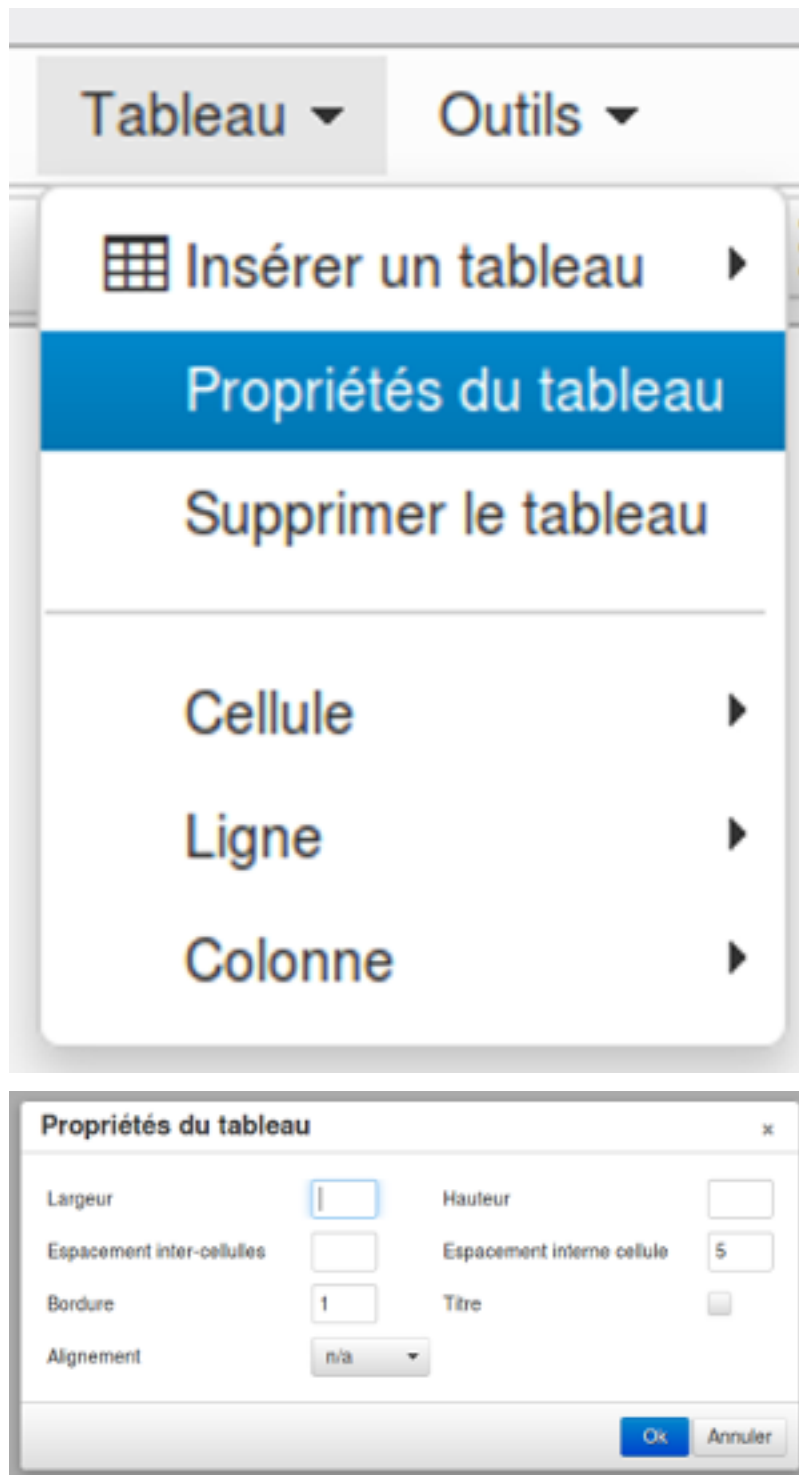 Tableau Outils
Insérer un tableau
Propriétés du tableau
Supprimer le tableau
Cellule
Ligne
Colonne
Propriétés du tableau ×
Largeur Hauteur
Espacement inter-cellulles Espacement interne cellule 5
Bordure 1 Titre
Alignement n/a
Ok Annuler